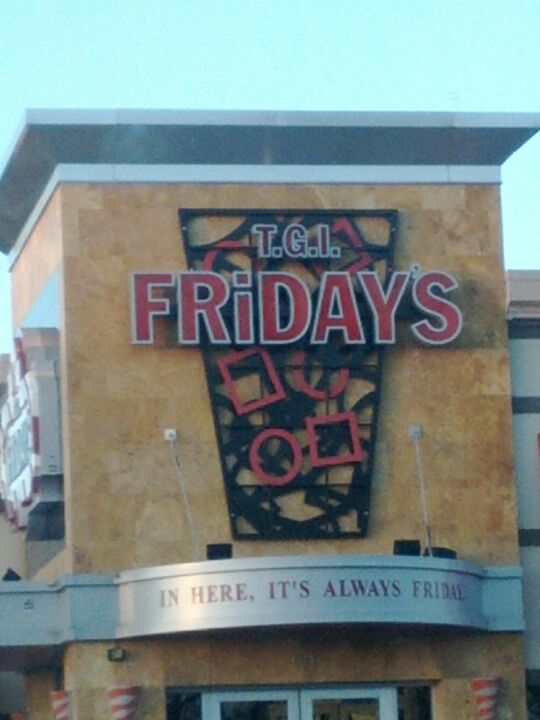 T.G.I.
FRiDAY'S
IN HERE, IT'S ALWAYS FRIDAY.